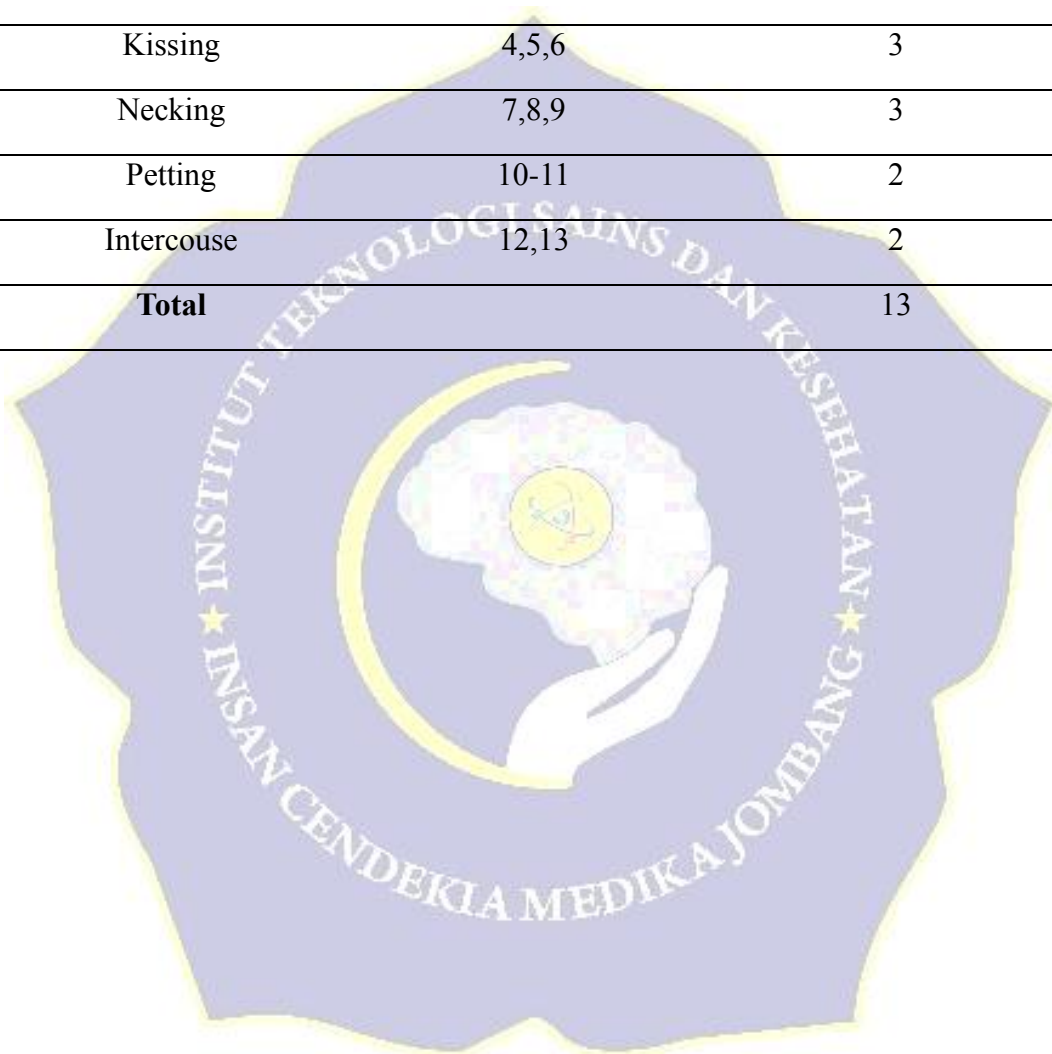 Kissing 4,5,6 3
Necking 7,8,9 3
Petting 10-11 2
Intercouse 12,13 2
Total 13
INSTITUT TEKNOLOGI SAINS DAN KESEHATAN
INSAN CENDEKIA MEDIKA JOMBANG